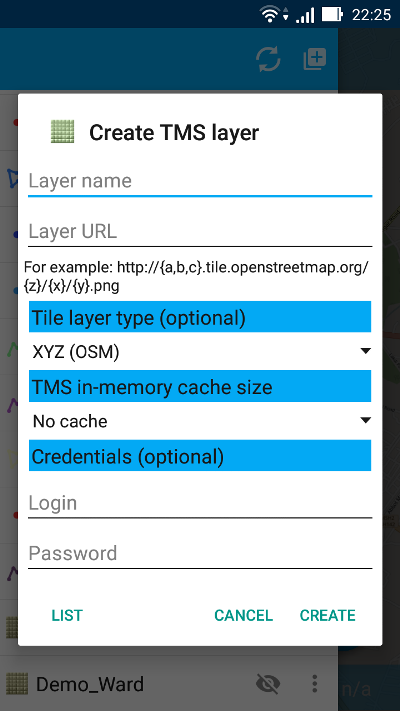 22:25
Create TMS layer
Layer name
Layer URL
For example: http://{a,b,c}.tile.openstreetmap.org/
{z}/{x}/{y}.png
Tile layer type (optional)
XYZ (OSM)
TMS in-memory cache size
No cache
Credentials (optional)
Login
Password
LIST CANCEL CREATE
Demo_Ward n/a